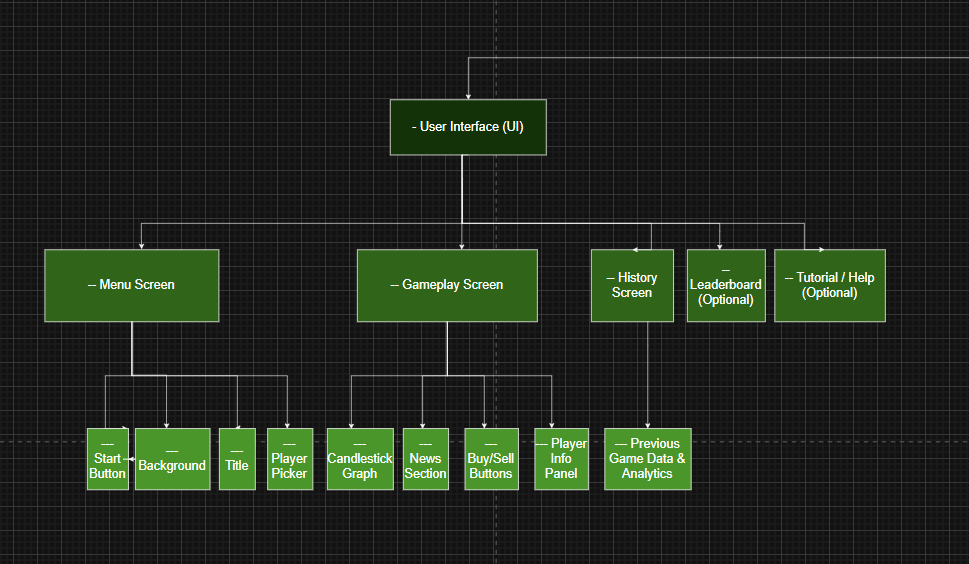 - User Interface (UI)
-- Menu Screen
-- Gameplay Screen
-- History
Screen
--
Leaderboard
(Optional)
-- Tutorial / Help
(Optional)
---
Start
Button
---
Background
---
Title
---
Player
Picker
---
Candlestick
Graph
---
News
Section
---
Buy/Sell
Buttons
--- Player
Info
Panel
--- Previous
Game Data &
Analytics